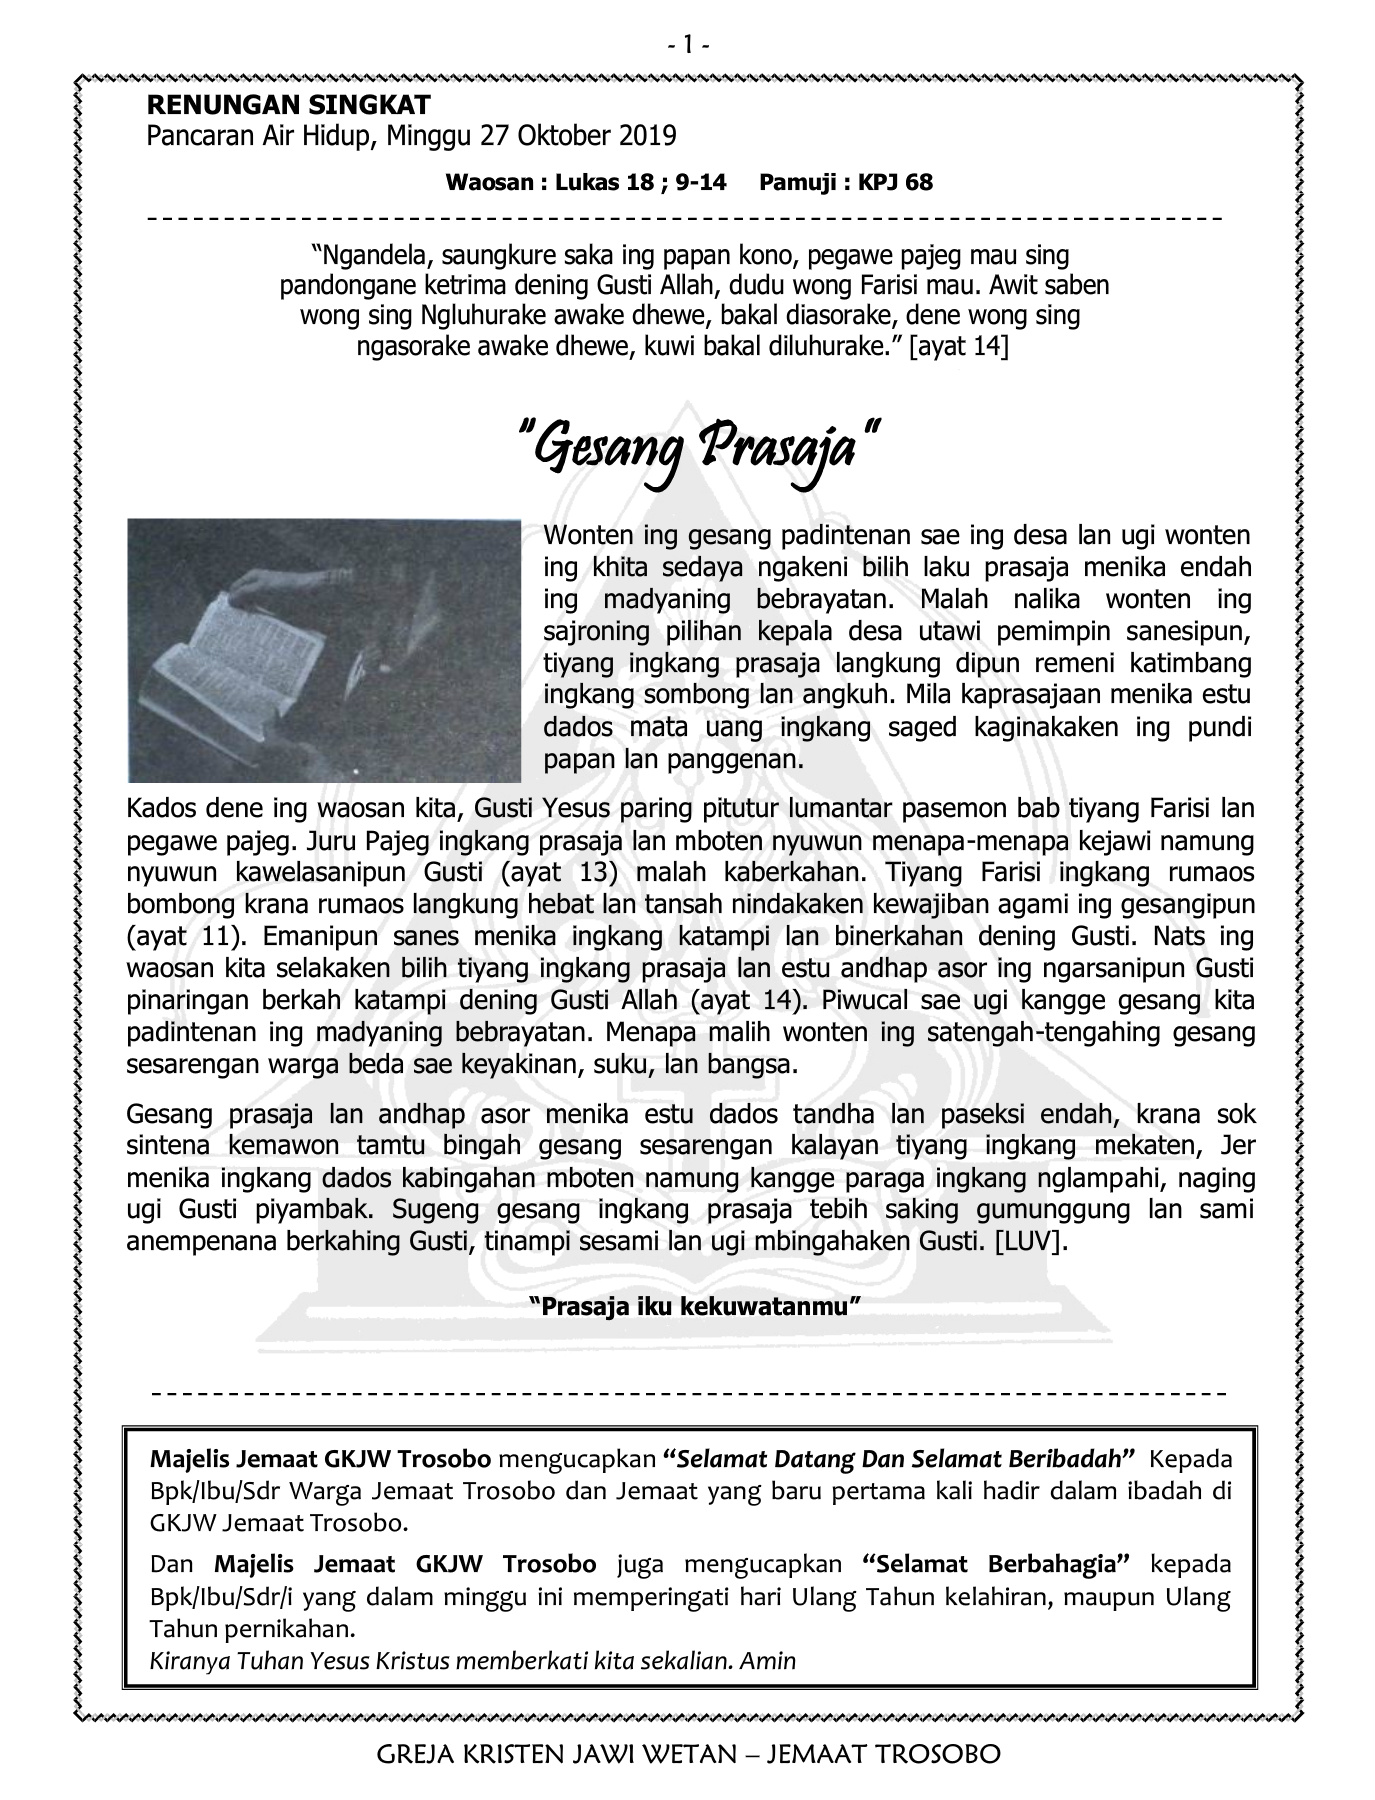 - 1 -
RENUNGAN SINGKAT
Pancaran Air Hidup, Minggu 27 Oktober 2019
Waosan : Lukas 18 ; 9-14 Pamuji : KPJ 68
“Ngandela, saungkure saka ing papan kono, pegawe pajeg mau sing
pandongane ketrima dening Gusti Allah, dudu wong Farisi mau. Awit saben
wong sing Ngluhurake awake dhewe, bakal diasorake, dene wong sing
ngasorake awake dhewe, kuwi bakal diluhurake.” [ayat 14]
"Gesang Prasaja"
Wonten ing gesang padintenan sae ing desa lan ugi wonten
ing khita sedaya ngakeni bilih laku prasaja menika endah
ing madyaning bebrayatan. Malah nalika wonten ing
sajroning pilihan kepala desa utawi pemimpin sanesipun,
tiyang ingkang prasaja langkung dipun remeni katimbang
ingkang sombong lan angkuh. Mila kaprasajaan menika estu
dados mata uang ingkang saged kaginakaken ing pundi
papan lan panggenan.
Kados dene ing waosan kita, Gusti Yesus paring pitutur lumantar pasemon bab tiyang Farisi lan
pegawe pajeg. Juru Pajeg ingkang prasaja lan mboten nyuwun menapa-menapa kejawi namung
nyuwun kawelasanipun Gusti (ayat 13) malah kaberkahan. Tiyang Farisi ingkang rumaos
bombong krana rumaos langkung hebat lan tansah nindakaken kewajiban agami ing gesangipun
(ayat 11). Emanipun sanes menika ingkang katampi lan binerkahan dening Gusti. Nats ing
waosan kita selakaken bilih tiyang ingkang prasaja lan estu andhap asor ing ngarsanipun Gusti
pinaringan berkah katampi dening Gusti Allah (ayat 14). Piwucal sae ugi kangge gesang kita
padintenan ing madyaning bebrayatan. Menapa malih wonten ing satengah-tengahing gesang
sesarengan warga beda sae keyakinan, suku, lan bangsa.
Gesang prasaja lan andhap asor menika estu dados tandha lan paseksi endah, krana sok
sintena kemawon tamtu bingah gesang sesarengan kalayan tiyang ingkang mekaten, Jer
menika ingkang dados kabingahan mboten namung kangge paraga ingkang nglampahi, naging
ugi Gusti piyambak. Sugeng gesang ingkang prasaja tebih saking gumunggung lan sami
anempenana berkahing Gusti, tinampi sesami lan ugi mbingahaken Gusti. [LUV].
“Prasaja iku kekuwatanmu”
Majelis Jemaat GKJW Trosobo mengucapkan “Selamat Datang Dan Selamat Beribadah” Kepada
Bpk/Ibu/Sdr Warga Jemaat Trosobo dan Jemaat yang baru pertama kali hadir dalam ibadah di
GKJW Jemaat Trosobo.
Dan Majelis Jemaat GKJW Trosobo juga mengucapkan “Selamat Berbahagia” kepada
Bpk/Ibu/Sdr/i yang dalam minggu ini memperingati hari Ulang Tahun kelahiran, maupun Ulang
Tahun pernikahan.
Kiranya Tuhan Yesus Kristus memberkati kita sekalian. Amin
GREJA KRISTEN JAWI WETAN – JEMAAT TROSOBO